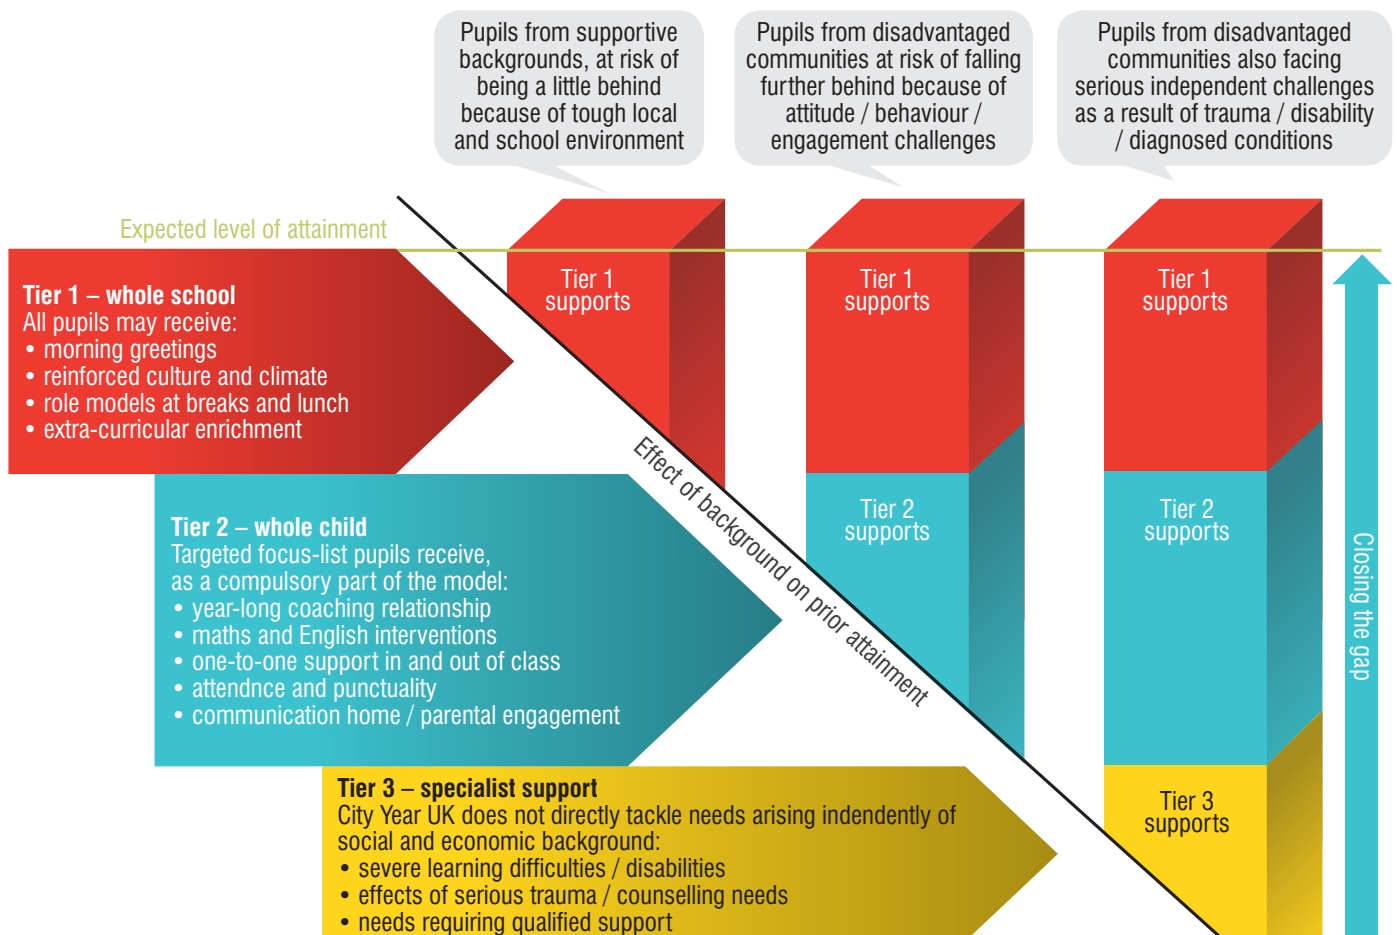 Pupils from supportive
backgrounds, at risk of
being a little behind
because of tough local
and school environment
Pupils from disadvantaged
communities at risk of falling
further behind because of
attitude / behaviour /
engagement challenges
Pupils from disadvantaged
communities also facing
serious independent challenges
as a result of trauma / disability
/ diagnosed conditions
Expected level of attainment
Tier 1 – whole school
All pupils may receive:
• morning greetings
• reinforced culture and climate
• role models at breaks and lunch
• extra-curricular enrichment
Tier 1
supports
Tier 1
supports
Tier 1
supports
Effect of background on prior attainment
Tier 2 – whole child
Targeted focus-list pupils receive,
as a compulsory part of the model:
• year-long coaching relationship
• maths and English interventions
• one-to-one support in and out of class
• attendnce and punctuality
• communication home / parental engagement
Tier 2
supports
Tier 2
supports
Closing the gap
Tier 3 – specialist support
City Year UK does not directly tackle needs arising indendently of
social and economic background:
• severe learning difficulties / disabilities
• effects of serious trauma / counselling needs
• needs requiring qualified support
Tier 3
supports